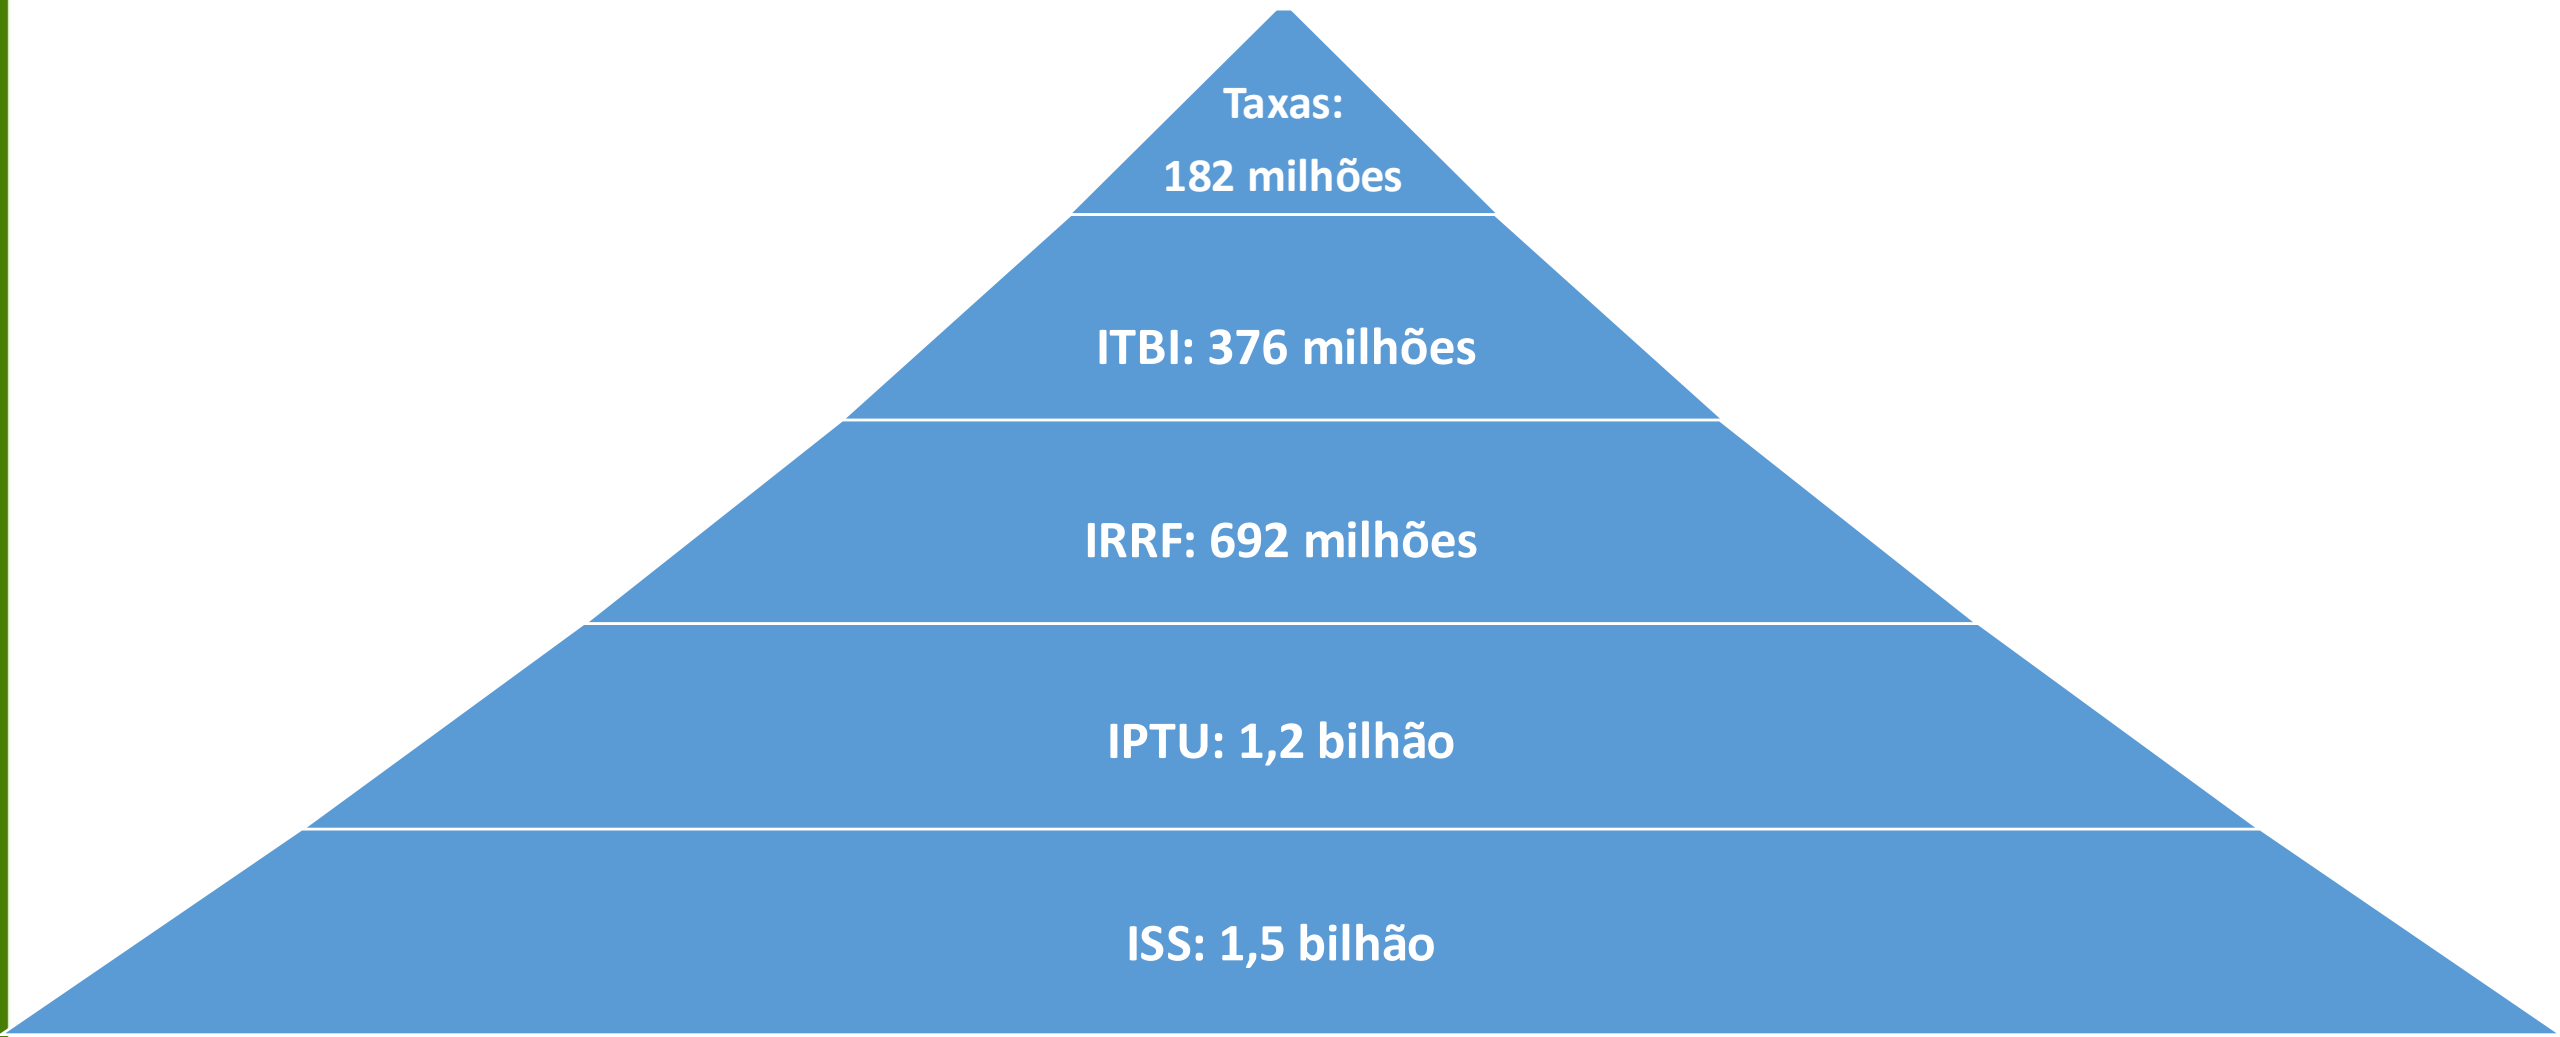 Taxas:
182 milhões
ITBI: 376 milhões
IRRF: 692 milhões
IPTU: 1,2 bilhão
ISS: 1,5 bilhão